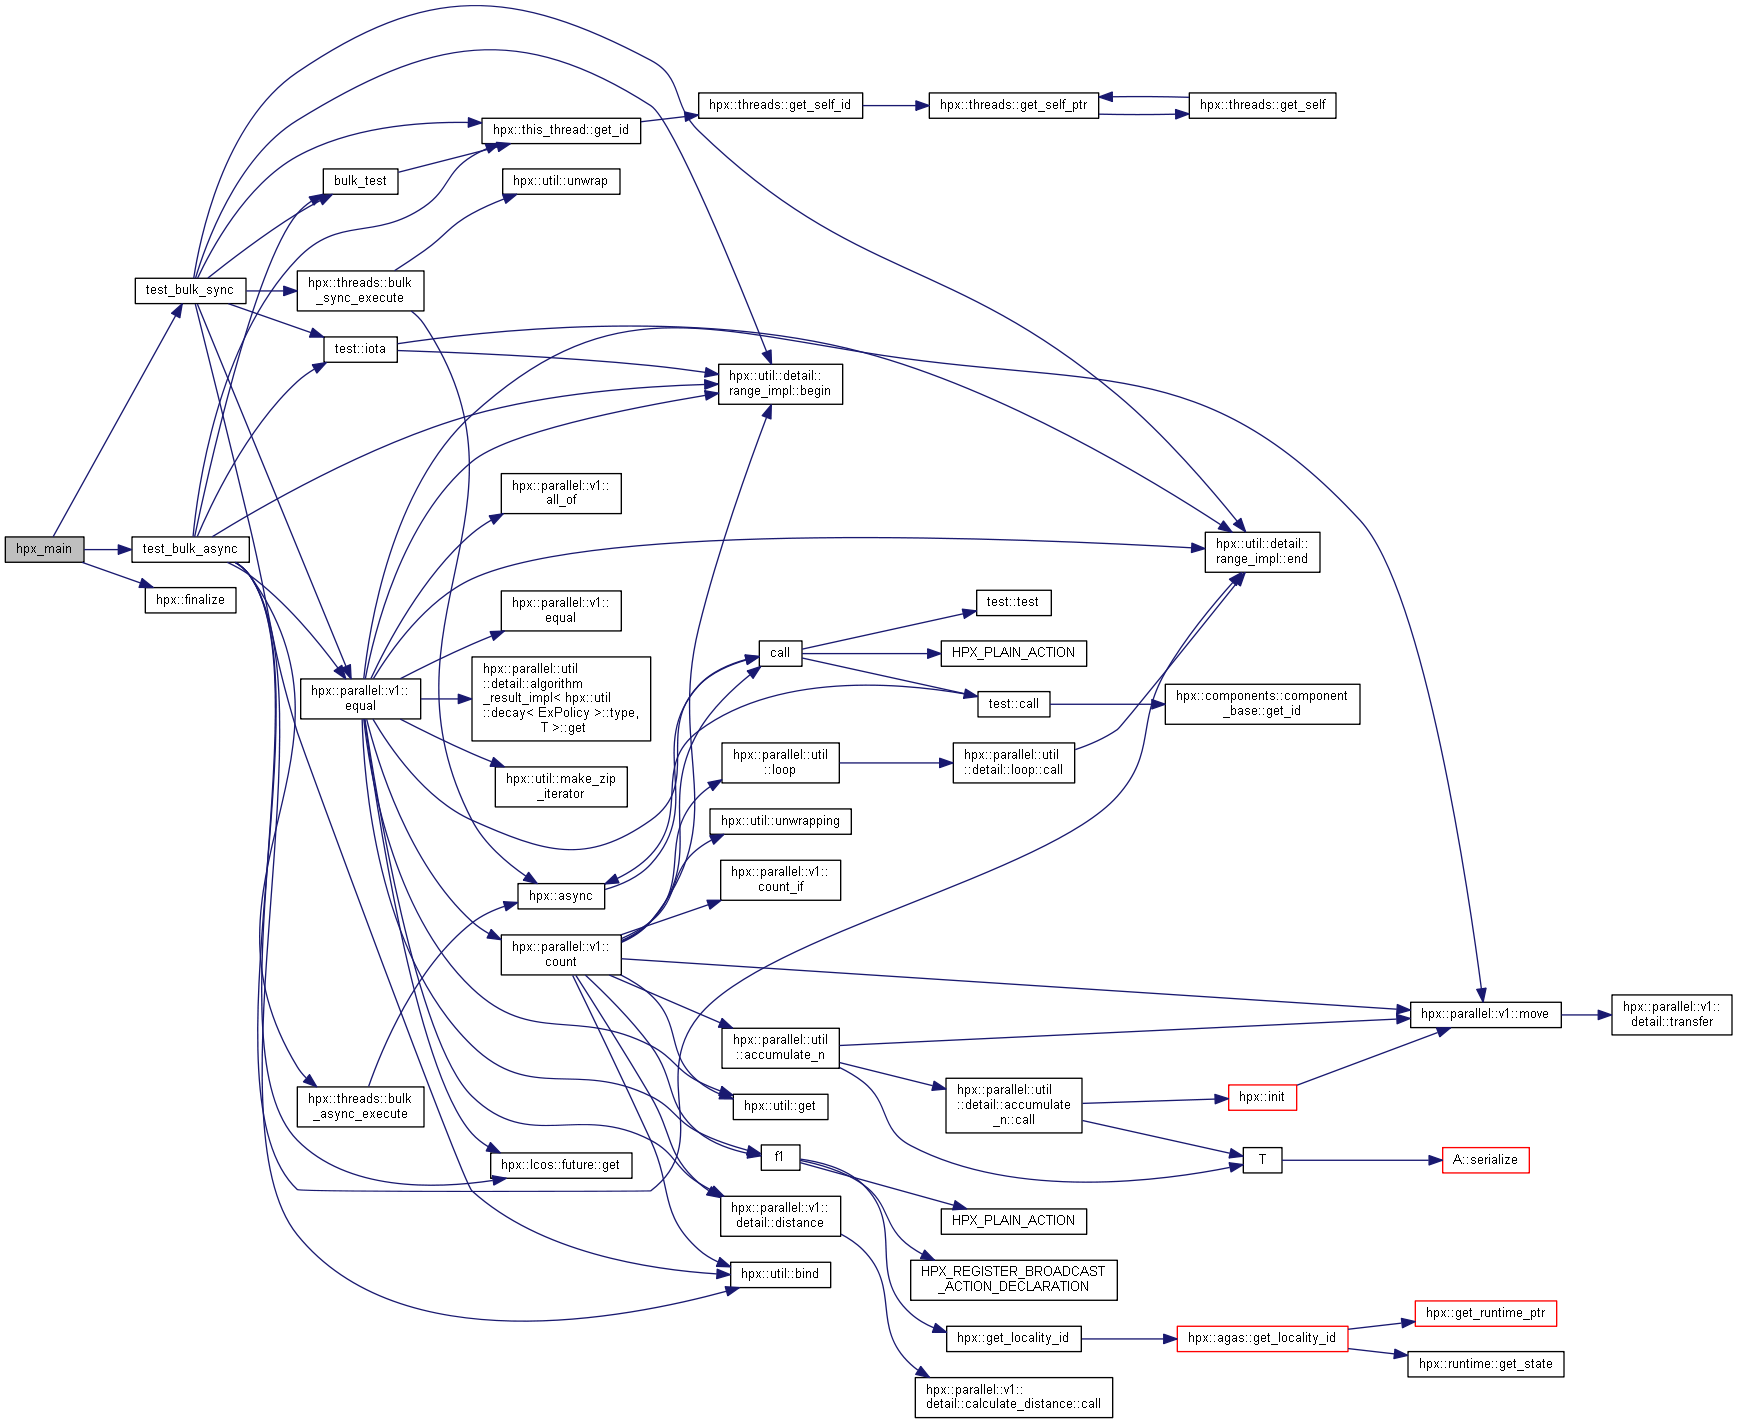 hpx_main
test_bulk_sync
test_bulk_async
hpx::finalize
bulk_test
hpx::threads::bulk
_sync_execute
test::iota
hpx::parallel::v1::
equal
hpx::threads::bulk
_async_execute
hpx::this_thread::get_id
hpx::util::unwrap
hpx::parallel::v1::
all_of
hpx::parallel::v1::
equal
hpx::parallel::util
::detail::algorithm
_result_impl< hpx::util
::decay< ExPolicy >::type,
T >::get
hpx::util::make_zip
_iterator
hpx::async
hpx::parallel::v1::
count
hpx::lcos::future::get
hpx::threads::get_self_id
hpx::util::detail::
range_impl::begin
call
hpx::parallel::util
::loop
hpx::util::unwrapping
hpx::parallel::v1::
count_if
hpx::parallel::util
::accumulate_n
hpx::util::get
f1
hpx::parallel::v1::
detail::distance
hpx::util::bind
hpx::threads::get_self_ptr
test::test
HPX_PLAIN_ACTION
test::call
hpx::parallel::util
::detail::loop::call
hpx::parallel::util
::detail::accumulate
_n::call
HPX_PLAIN_ACTION
HPX_REGISTER_BROADCAST
_ACTION_DECLARATION
hpx::get_locality_id
hpx::parallel::v1::
detail::calculate_distance::call
hpx::threads::get_self
hpx::util::detail::
range_impl::end
hpx::components::component
_base::get_id
hpx::init
T
hpx::agas::get_locality_id
hpx::parallel::v1::move
A::serialize
hpx::get_runtime_ptr
hpx::runtime::get_state
hpx::parallel::v1::
detail::transfer